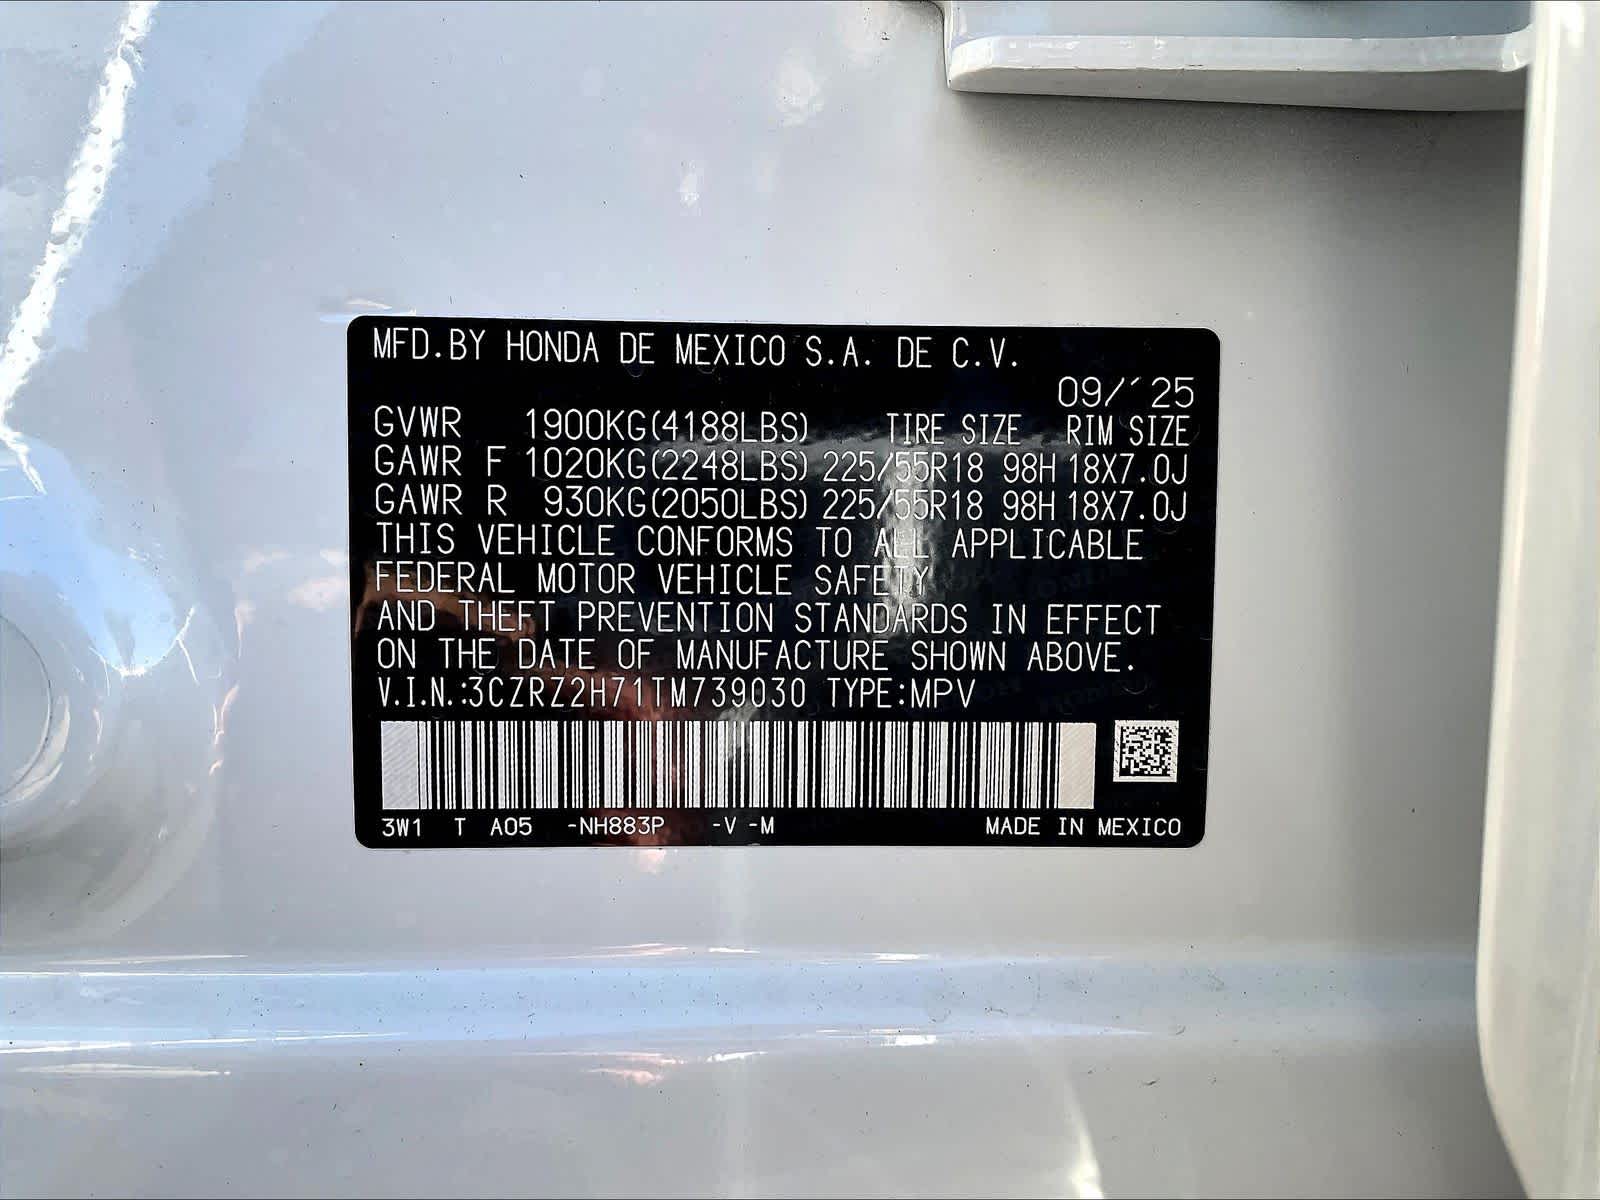 MFD.BY HONDA DE MEXICO S.A. DE C.V.
09/´25
GVWR 1900KG(4188LBS) TIRE SIZE RIM SIZE
GAWR F 1020KG(2248LBS) 225/55R18 98H 18X7.0J
GAWR R 930KG(2050LBS) 225/55R18 98H 18X7.0J
THIS VEHICLE CONFORMS TO ALL APPLICABLE
FEDERAL MOTOR VEHICLE SAFETY
AND THEFT PREVENTION STANDARDS IN EFFECT
ON THE DATE OF MANUFACTURE SHOWN ABOVE.
V.I.N.:3CZRZ2H71TM739030 TYPE:MPV
3W1 T A05 -NH883P -V -M MADE IN MEXICO